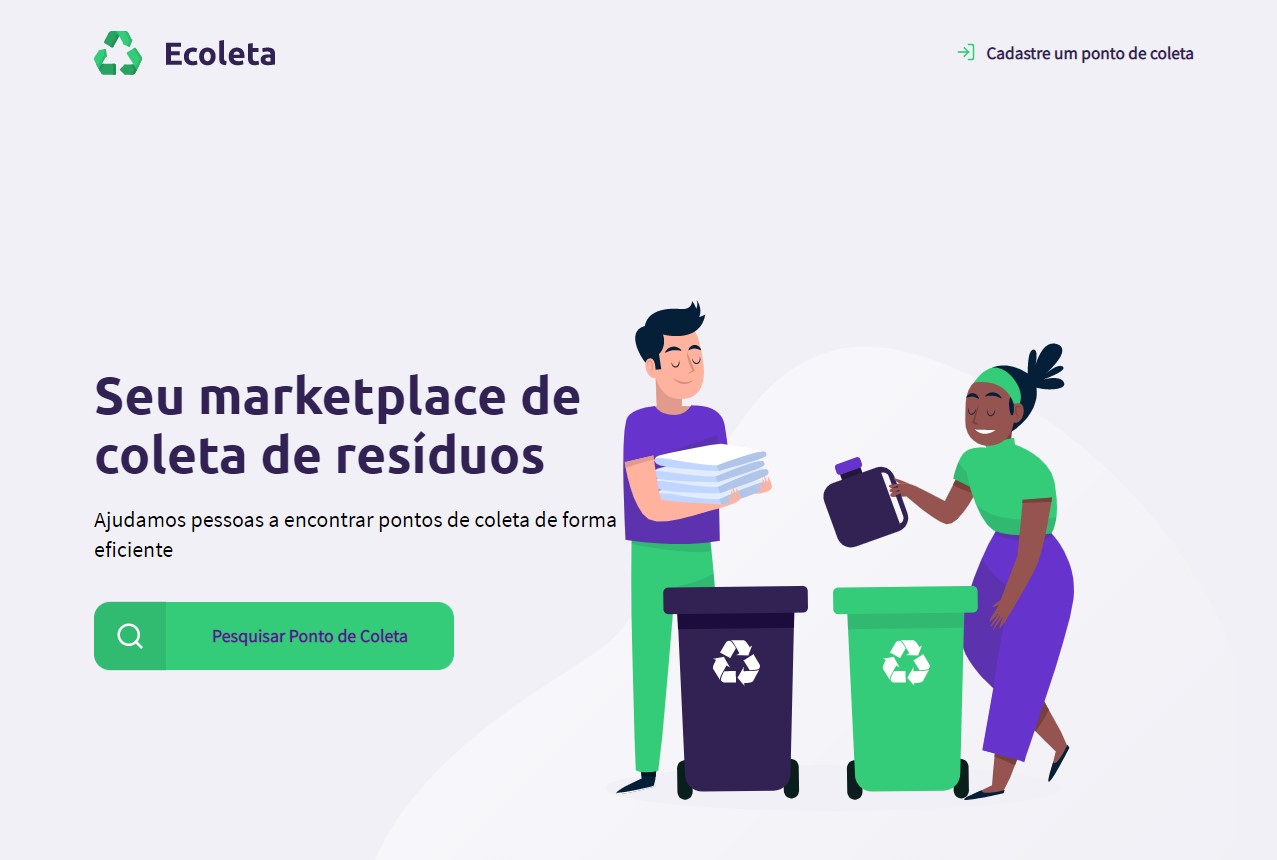 Ecoleta
Cadastre um ponto de coleta
Seu marketplace de
coleta de resíduos
Ajudamos pessoas a encontrar pontos de coleta de forma
eficiente
Pesquisar Ponto de Coleta